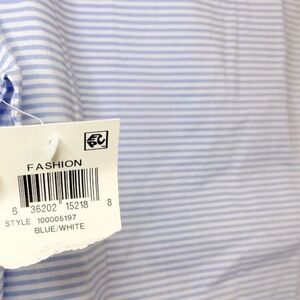 FASHION
6 36202 15218 8
STYLE 100005197
BLUE/WHITE